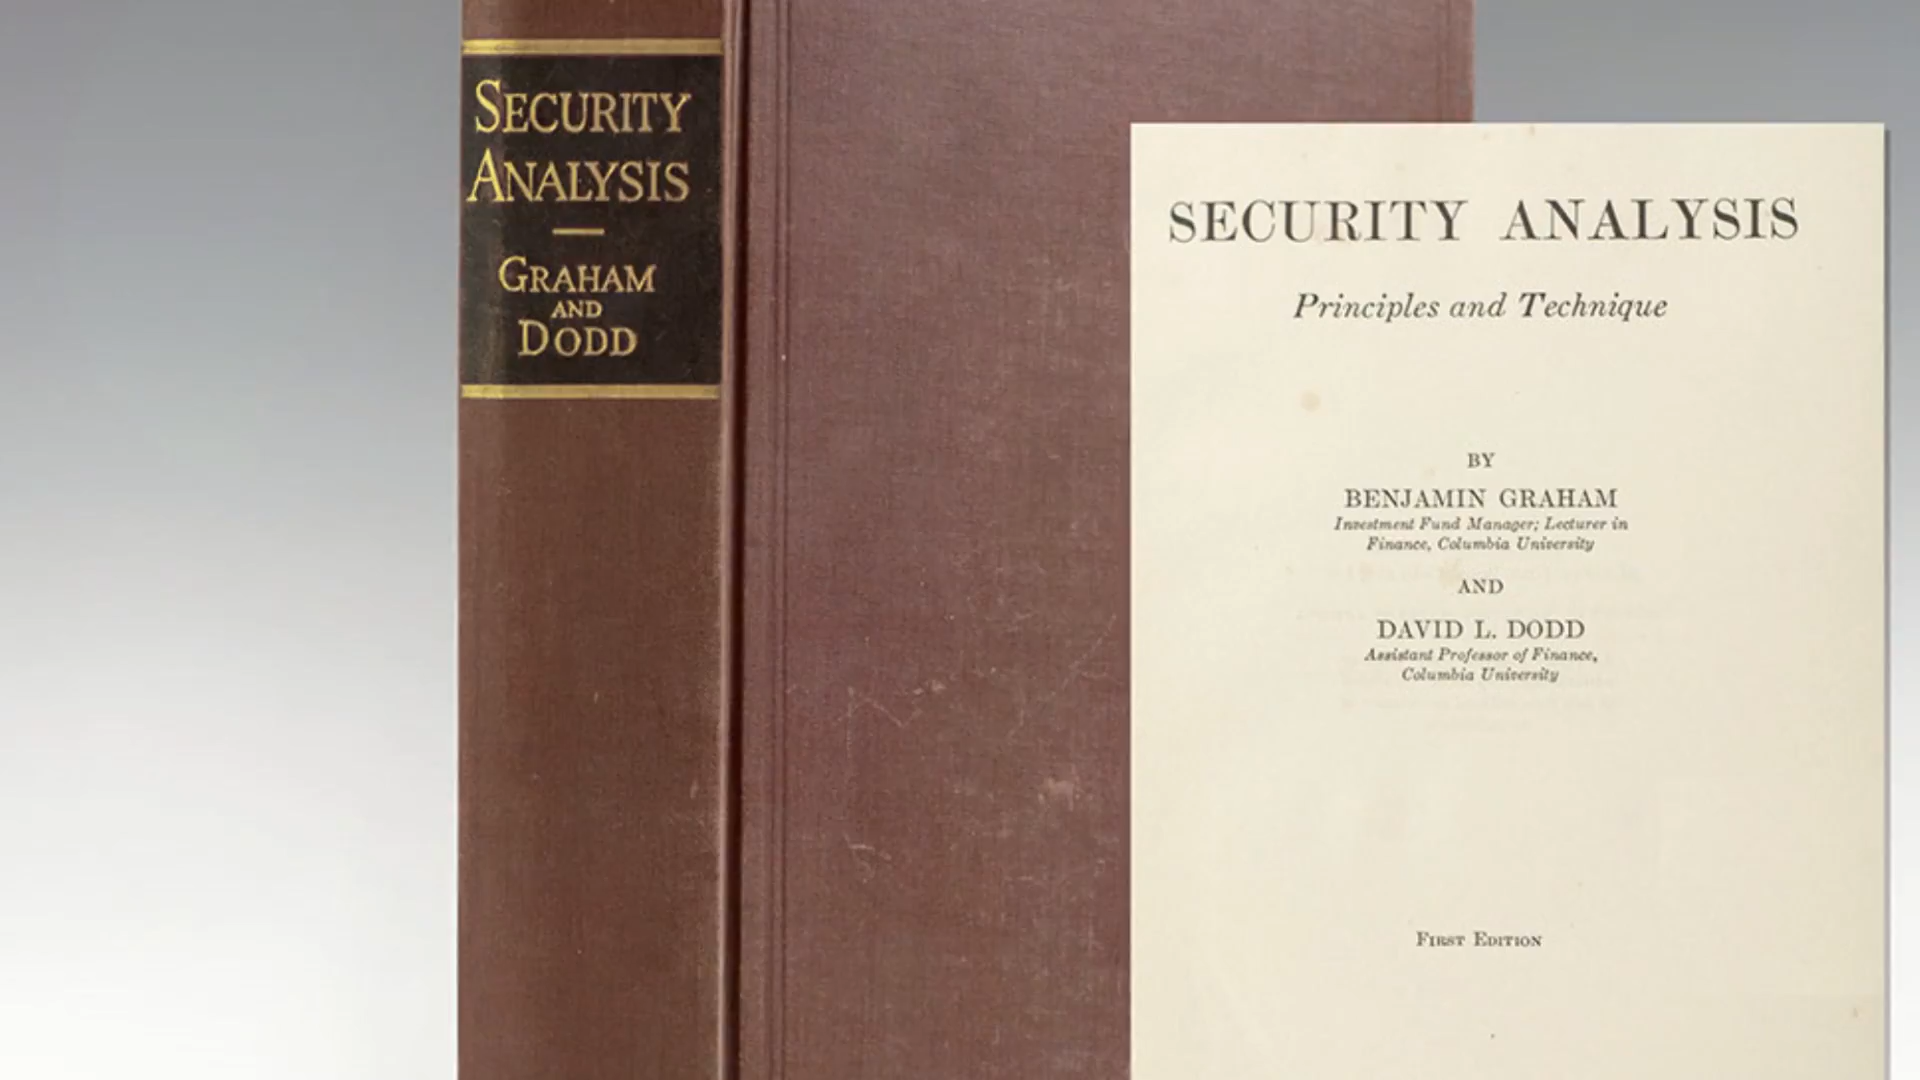 SECURITY
ANALYSIS
GRAHAM
AND
DODD
SECURITY ANALYSIS
Principles and Technique
BY
BENJAMIN GRAHAM
Investment Fund Manager; Lecturer in
Finance, Columbia University
AND
DAVID L. DODD
Assistant Professor of Finance,
Columbia University
FIRST EDITION